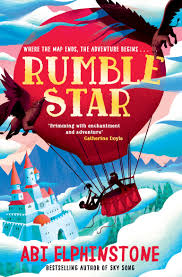 WHERE THE MAP ENDS, THE ADVENTURE BEGINS . . .
RUMBLE
STAR
'Brimming with enchantment
and adventure'
Catherine Doyle
ABI ELPHINSTONE
BESTSELLING AUTHOR OF SKY SONG